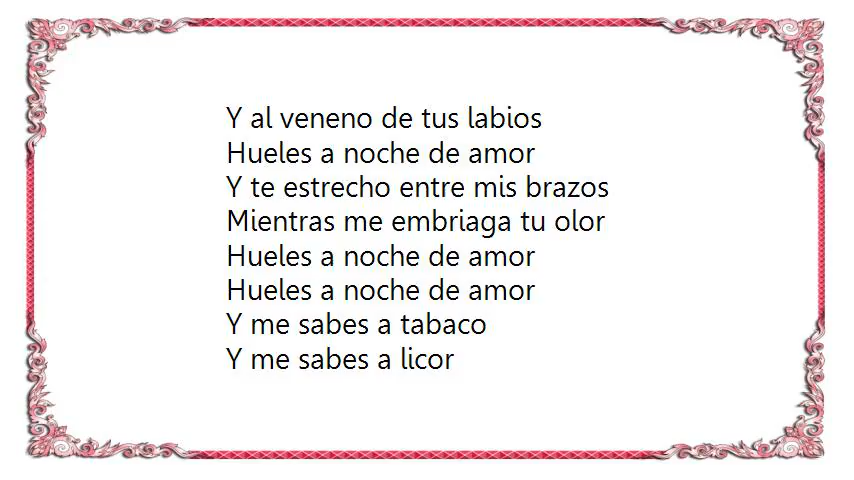 Y al veneno de tus labios
Hueles a noche de amor
Y te estrecho entre mis brazos
Mientras me embriaga tu olor
Hueles a noche de amor
Hueles a noche de amor
Y me sabes a tabaco
Y me sabes a licor